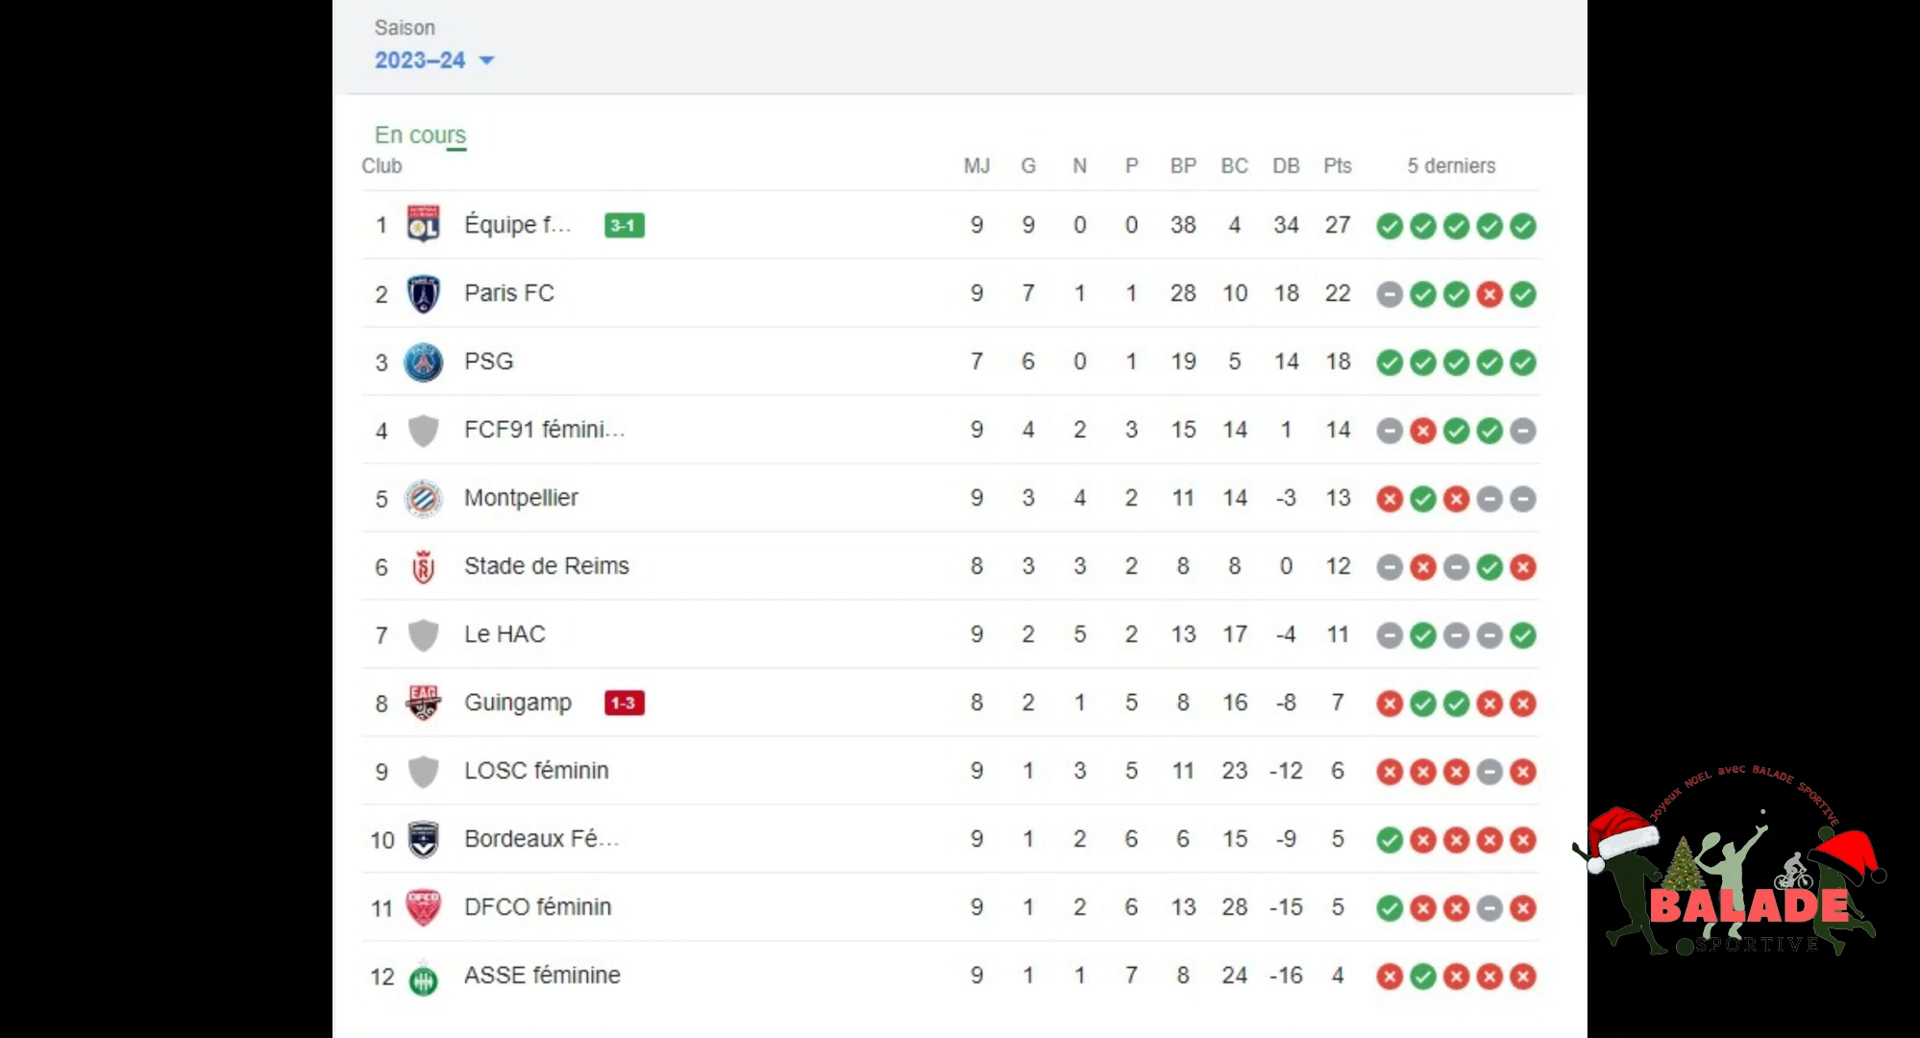 Saison
2023–24
En cours
Club MJ G N P BP BC DB Pts 5 derniers
1 Équipe f... 3-1 9 9 0 0 38 4 34 27
2 Paris FC 9 7 1 1 28 10 18 22
3 PSG 7 6 0 1 19 5 14 18
4 FCF91 fémini... 9 4 2 3 15 14 1 14
5 Montpellier 9 3 4 2 11 14 -3 13
6 Stade de Reims 8 3 3 2 8 8 0 12
7 Le HAC 9 2 5 2 13 17 -4 11
8 Guingamp 1-3 8 2 1 5 8 16 -8 7
9 LOSC féminin 9 1 3 5 11 23 -12 6
10 Bordeaux Fé... 9 1 2 6 6 15 -9 5
11 DFCO féminin 9 1 2 6 13 28 -15 5
12 ASSE féminine 9 1 1 7 8 24 -16 4
Joyeux NOEL avec BALADE SPORTIVE
BALADE
SPORTIVE